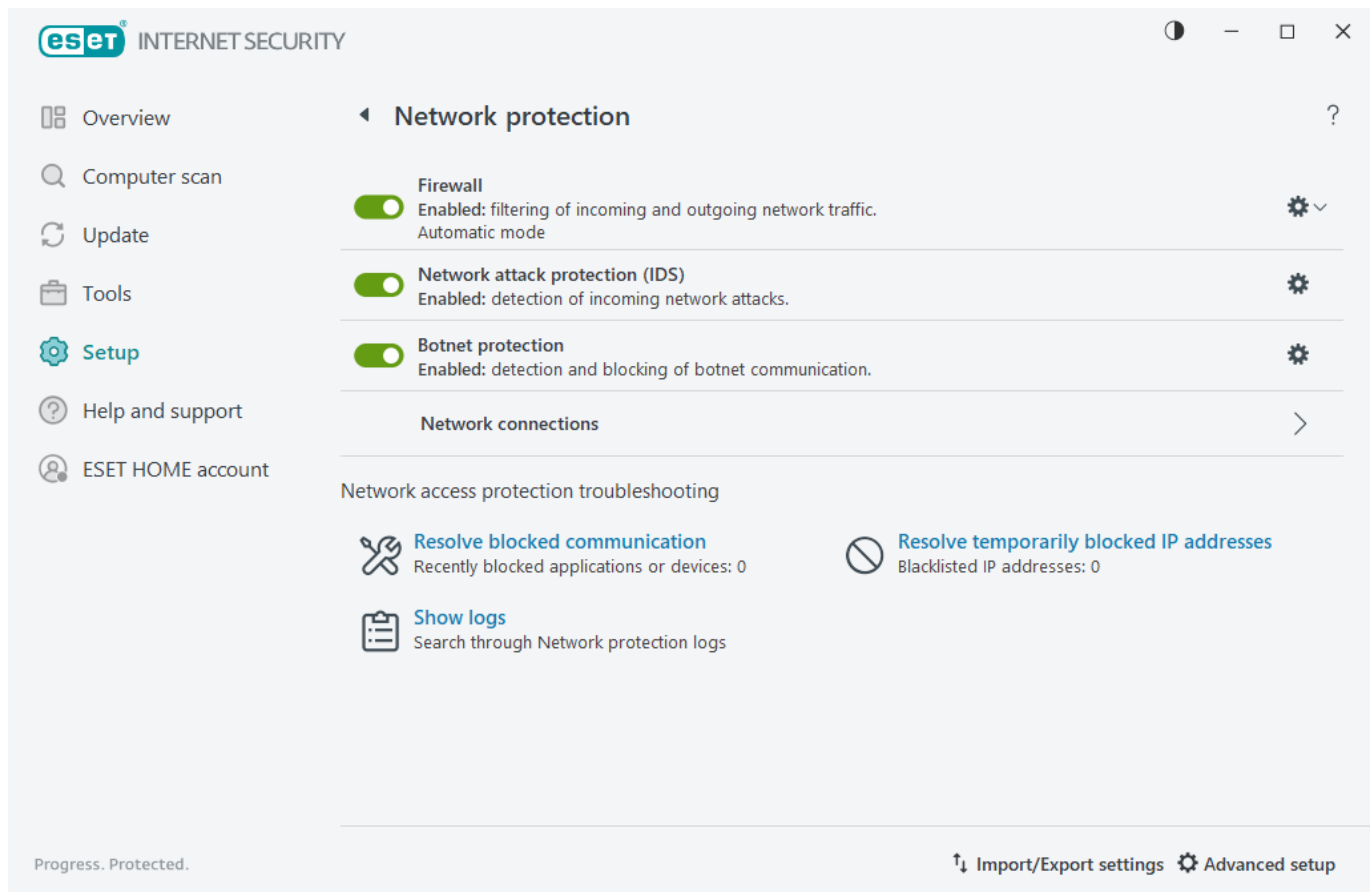 eset® INTERNET SECURITY
Overview
Computer scan
Update
Tools
Setup
Help and support
ESET HOME account
Network protection
?
Firewall
Enabled: filtering of incoming and outgoing network traffic.
Automatic mode
Network attack protection (IDS)
Enabled: detection of incoming network attacks.
Botnet protection
Enabled: detection and blocking of botnet communication.
Network connections
Network access protection troubleshooting
Resolve blocked communication
Recently blocked applications or devices: 0
Resolve temporarily blocked IP addresses
Blacklisted IP addresses: 0
Show logs
Search through Network protection logs
Progress. Protected.
Import/Export settings
Advanced setup